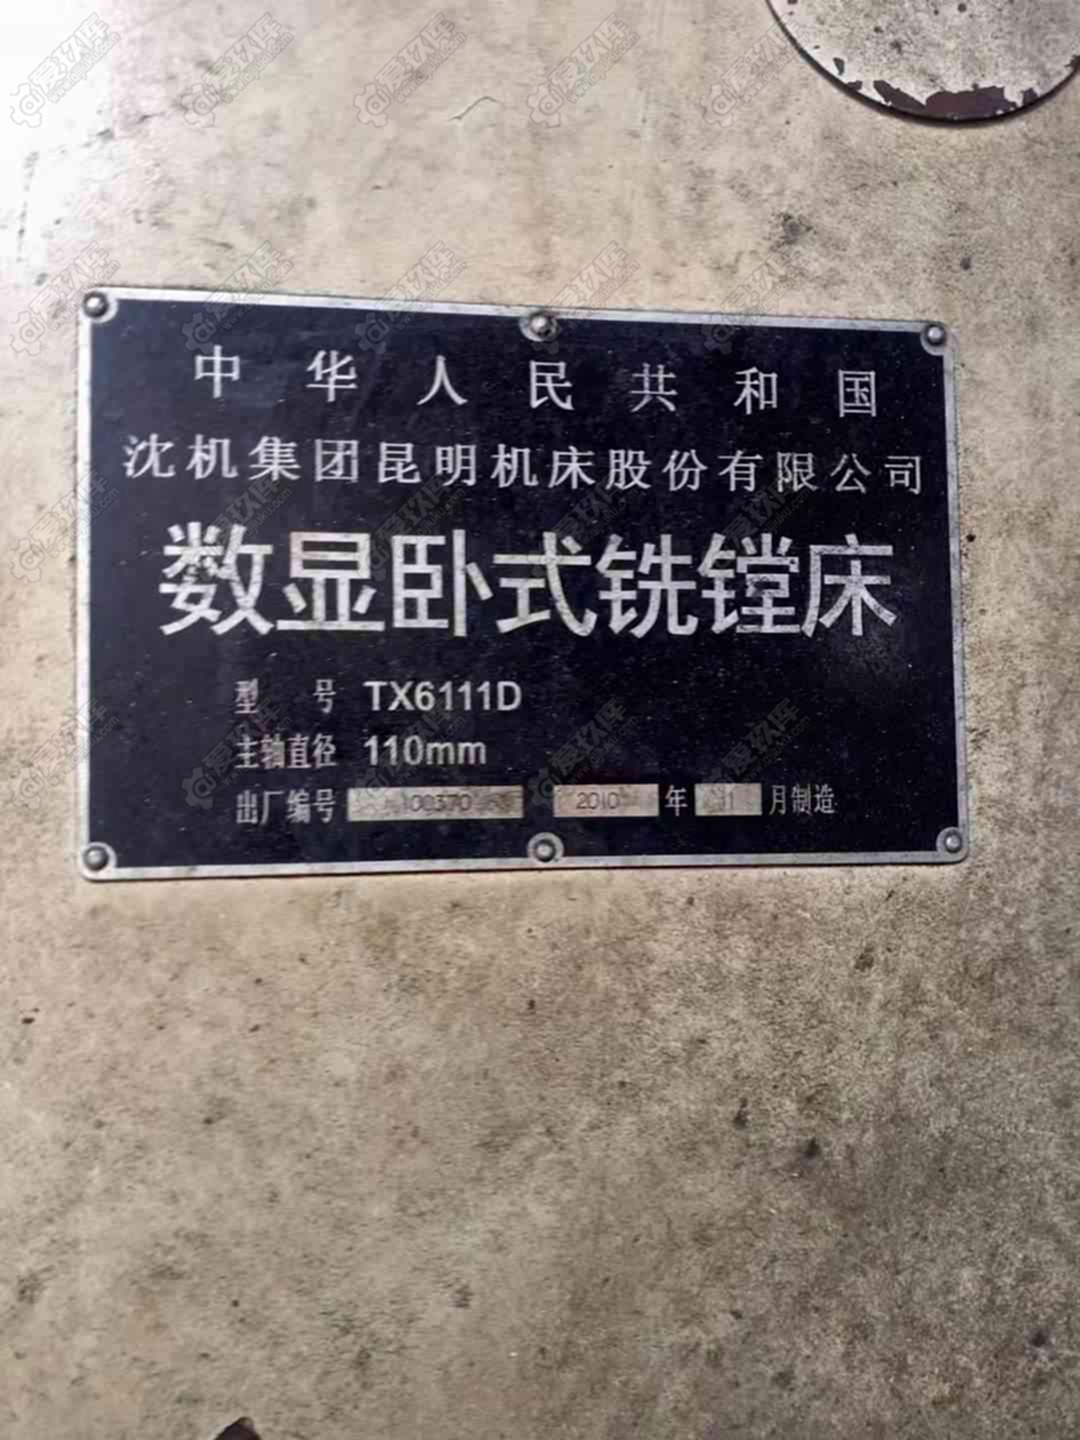 中华人民共和国
沈机集团昆明机床股份有限公司
数显卧式铣镗床
型号 TX6111D
主轴直径 110mm
出厂编号 100370 2010 年 11 月制造